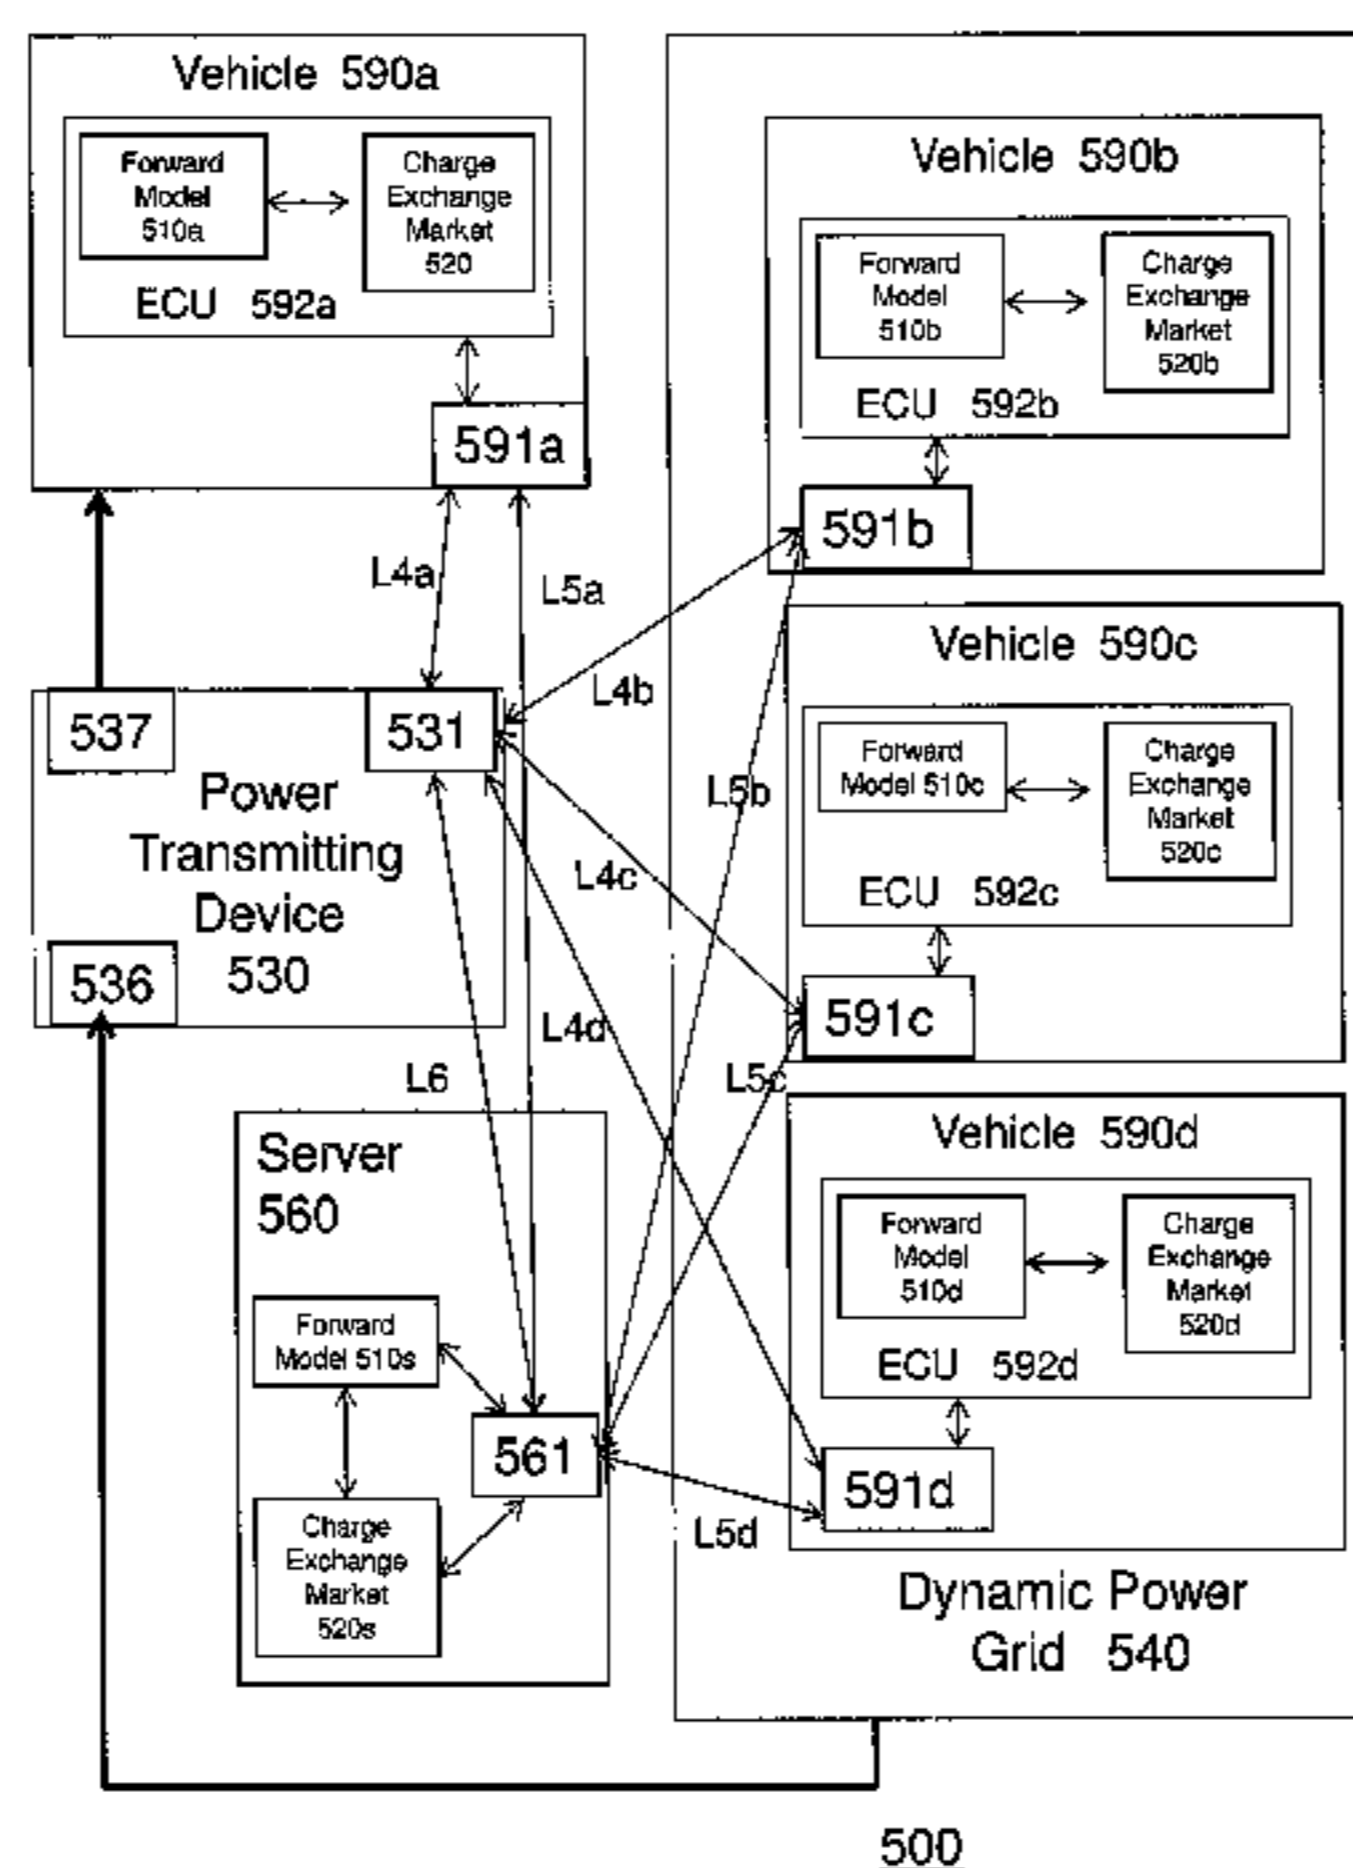 Vehicle 590a
Forward
Model
510a
Charge
Exchange
Market
520
ECU 592a
591a
Vehicle 590b
Forward
Model
510b
Charge
Exchange
Market
520b
ECU 592b
591b
L4a
L5a
L4b
L5b
L4c
L4d
L5c
L6
L5d
537
531
Power
Transmitting
Device
530
536
Vehicle 590c
Forward
Model 510c
Charge
Exchange
Market
520c
ECU 592c
591c
Server
560
Forward
Model 510s
561
Charge
Exchange
Market
520s
Vehicle 590d
Forward
Model
510d
Charge
Exchange
Market
520d
ECU 592d
591d
Dynamic Power
Grid 540
500